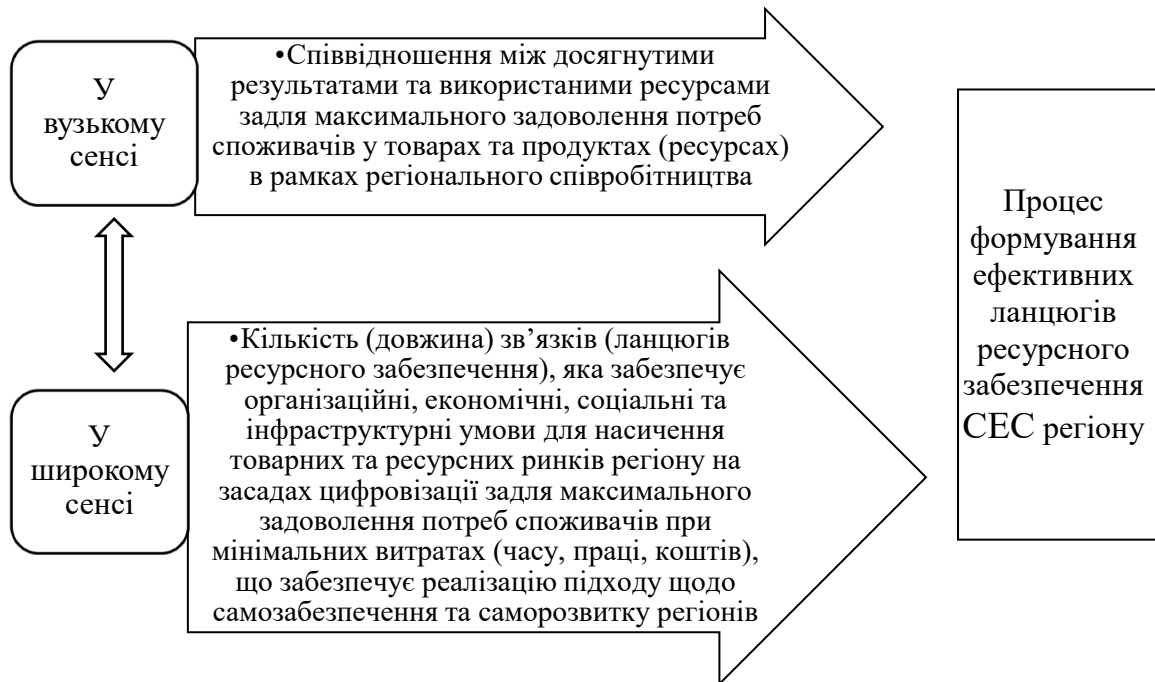 У
вузькому
сенсі
•Співвідношення між досягнутими
результатами та використаними ресурсами
задля максимального задоволення потреб
споживачів у товарах та продуктах (ресурсах)
в рамках регіонального співробітництва
У
широкому
сенсі
•Кількість (довжина) зв’язків (ланцюгів
ресурсного забезпечення), яка забезпечує
організаційні, економічні, соціальні та
інфраструктурні умови для насичення
товарних та ресурсних ринків регіону на
засадах цифровізації задля максимального
задоволення потреб споживачів при
мінімальних витратах (часу, праці, коштів),
що забезпечує реалізацію підходу щодо
самозабезпечення та саморозвитку регіонів
Процес
формування
ефективних
ланцюгів
ресурсного
забезпечення
СЕС регіону